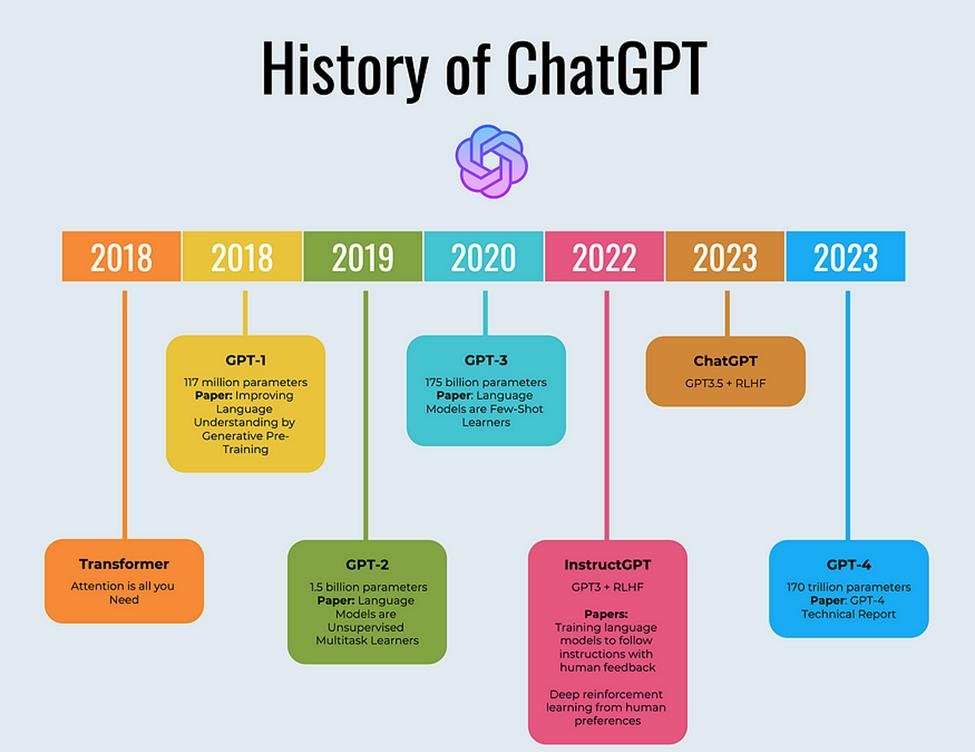 History of ChatGPT
2018
2018
2019
2020
2022
2023
2023
GPT-1
117 million parameters
Paper: Improving
Language
Understanding by
Generative Pre-
Training
GPT-3
175 billion parameters
Paper: Language
Models are Few-Shot
Learners
ChatGPT
GPT3.5 + RLHF
Transformer
Attention is all you
Need
GPT-2
1.5 billion parameters
Paper: Language
Models are
Unsupervised
Multitask Learners
InstructGPT
GPT3 + RLHF
Papers:
Training language
models to follow
instructions with
human feedback
Deep reinforcement
learning from human
preferences
GPT-4
170 trillion parameters
Paper: GPT-4
Technical Report